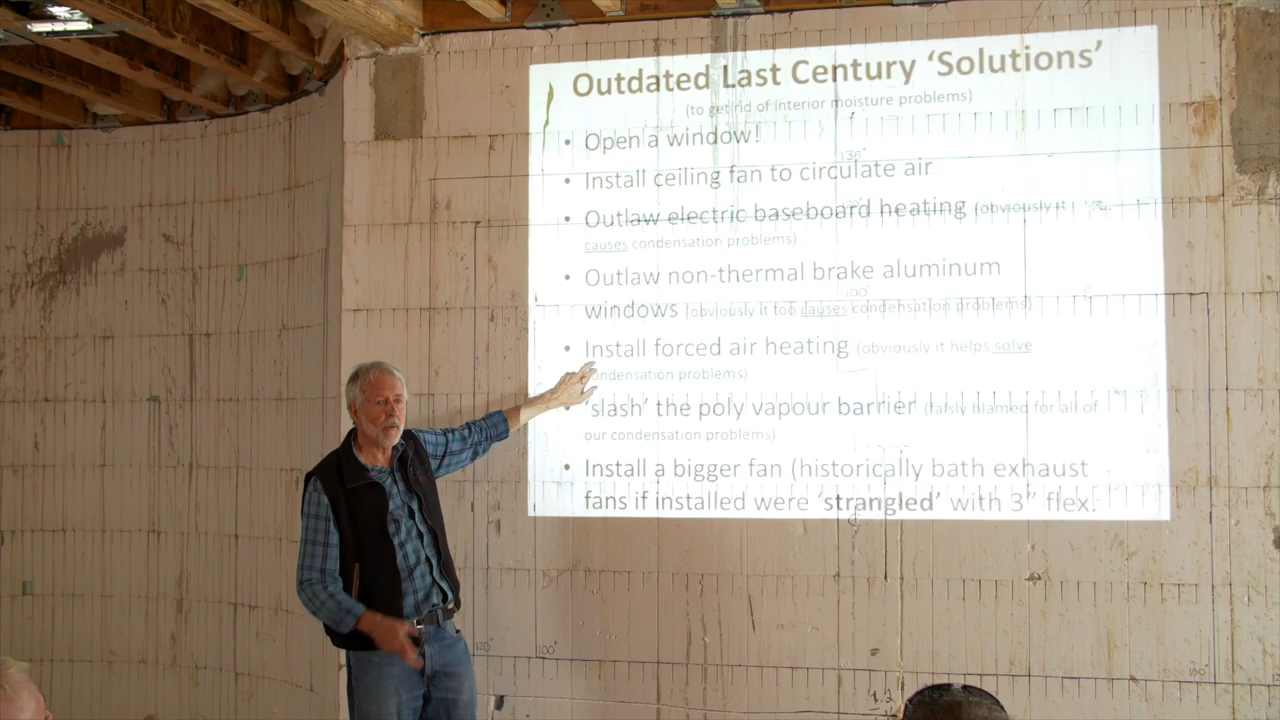 Outdated Last Century ‘Solutions’
(to get rid of interior moisture problems)
• Open a window!
135"
• Install ceiling fan to circulate air
• Outlaw electric baseboard heating (obviously it
causes condensation problems)
• Outlaw non-thermal brake aluminum
100"
windows (obviously it too causes condensation problems)
• Install forced air heating (obviously it helps solve
condensation problems)
• ‘slash’ the poly vapour barrier (falsly blamed for all of
our condensation problems)
• Install a bigger fan (historically bath exhaust
fans if installed were ‘strangled’ with 3” flex.
120" 100"